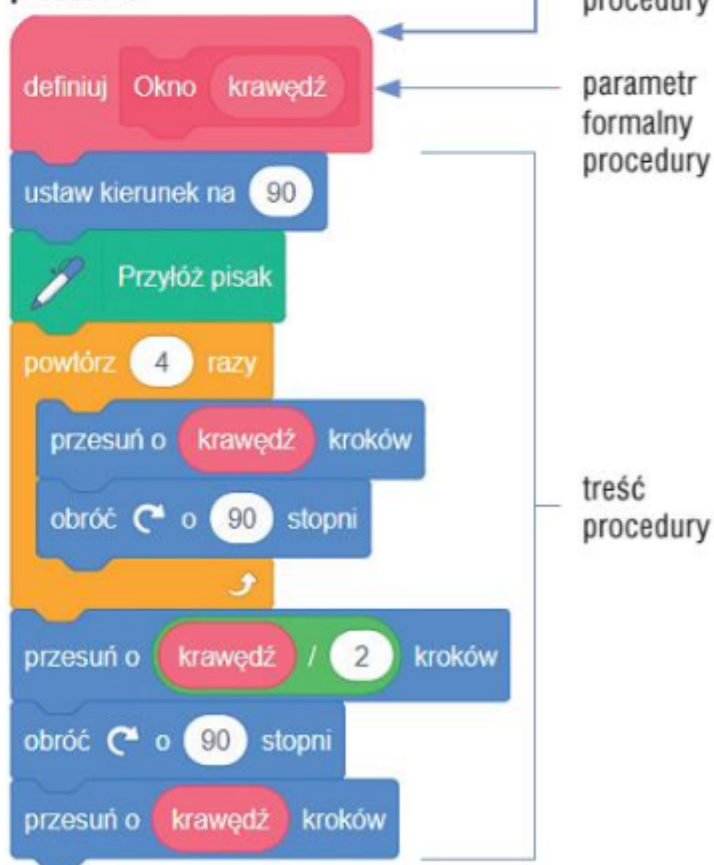 procedury
definiuj Okno krawędź
parametr
formalny
procedury
ustaw kierunek na 90
Przyłóż pisak
powtórz 4 razy
przesuń o krawędź kroków
obróć o 90 stopni
treść
procedury
przesuń o krawędź / 2 kroków
obróć o 90 stopni
przesuń o krawędź kroków